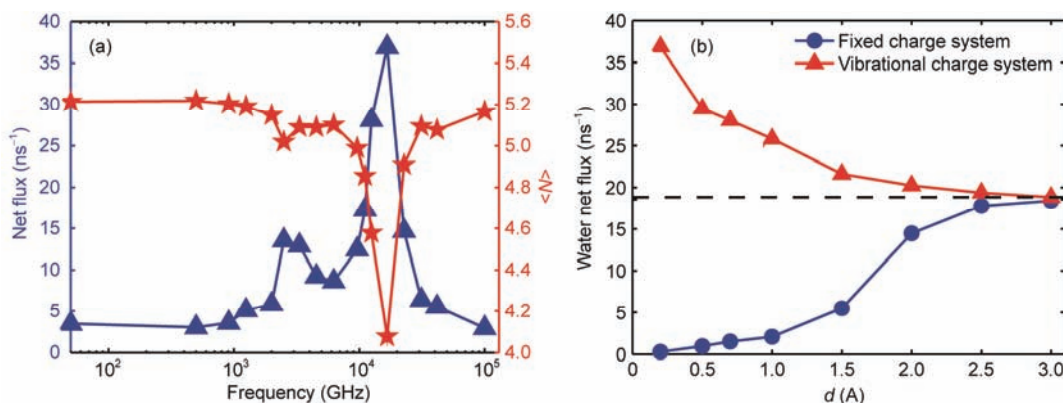 (a)
Net flux (ns⁻¹)
40
35
30
25
20
15
10
5
0
10² 10³ 10⁴ 10⁵
Frequency (GHz)
5.6
5.4
5.2
5.0
4.8
4.6
4.4
4.2
4.0
<N>
(b)
Fixed charge system
Vibrational charge system
Water net flux (ns⁻¹)
40
35
30
25
20
15
10
5
0
0 0.5 1.0 1.5 2.0 2.5 3.0
d (A)